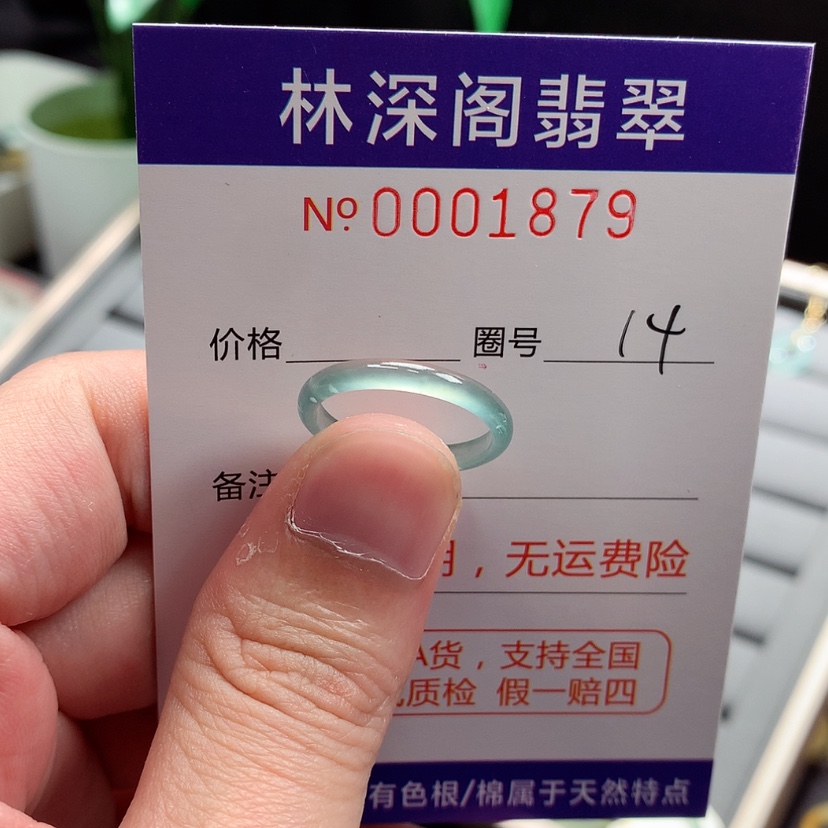 林深阁翡翠
Nº 0001879
价格 圈号 14
备注
，无运费险
A货，支持全国
质检 假一赔四
有色根/棉属于天然特点